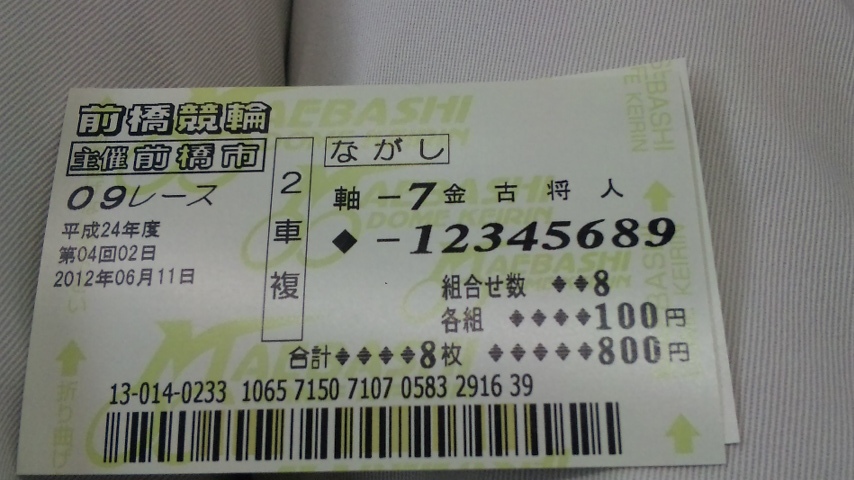 前橋競輪
主催前橋市
09レース
平成24年度
第04回02日
2012年06月11日
2車複
ながし
軸－7金古将人
◆－12345689
組合せ数 ◆◆8
各組 ◆◆◆◆100円
合計◆◆◆◆8枚 ◆◆◆◆◆800円
13-014-0233 1065 7150 7107 0583 2916 39
MAEBASHI
DOME KEIRIN